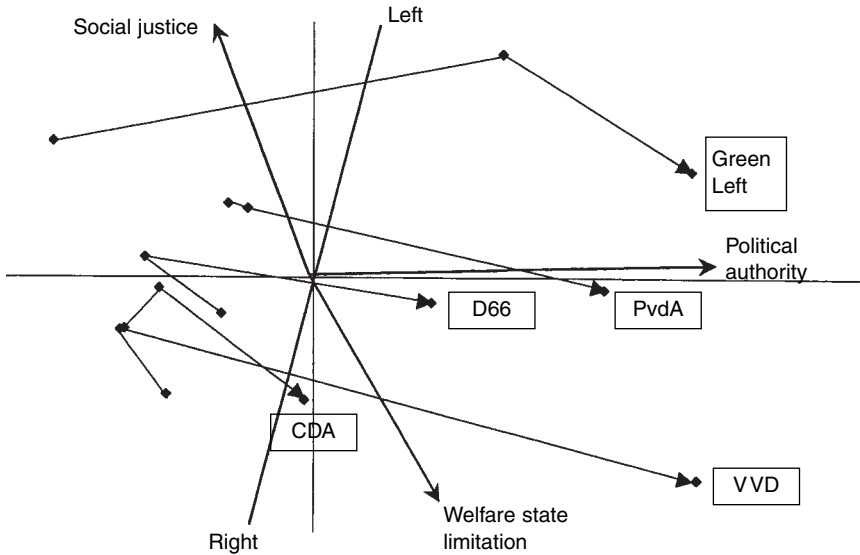 Left
Social justice
Green
Left
Political
authority
D66
PvdA
CDA
VVD
Welfare state
limitation
Right